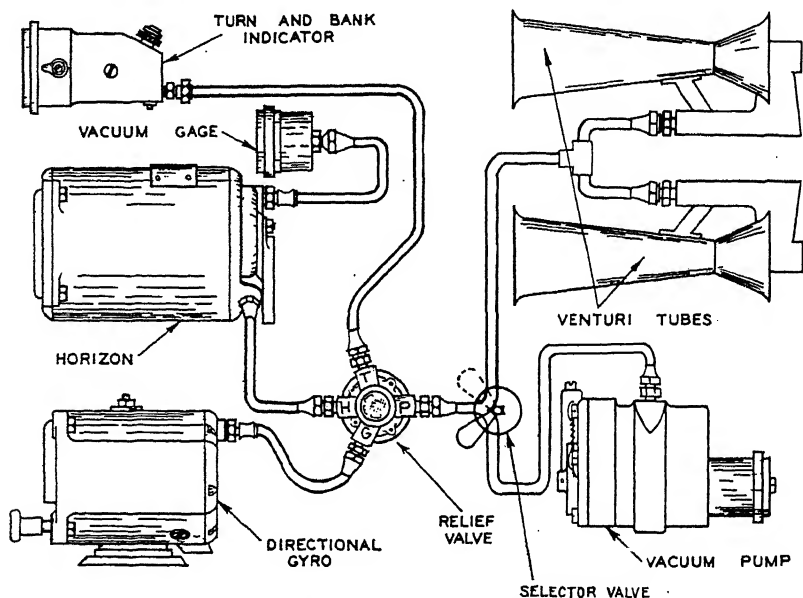 TURN AND BANK
INDICATOR
VACUUM GAGE
HORIZON
T
H
P
G
DIRECTIONAL
GYRO
RELIEF
VALVE
SELECTOR VALVE
VENTURI TUBES
VACUUM PUMP